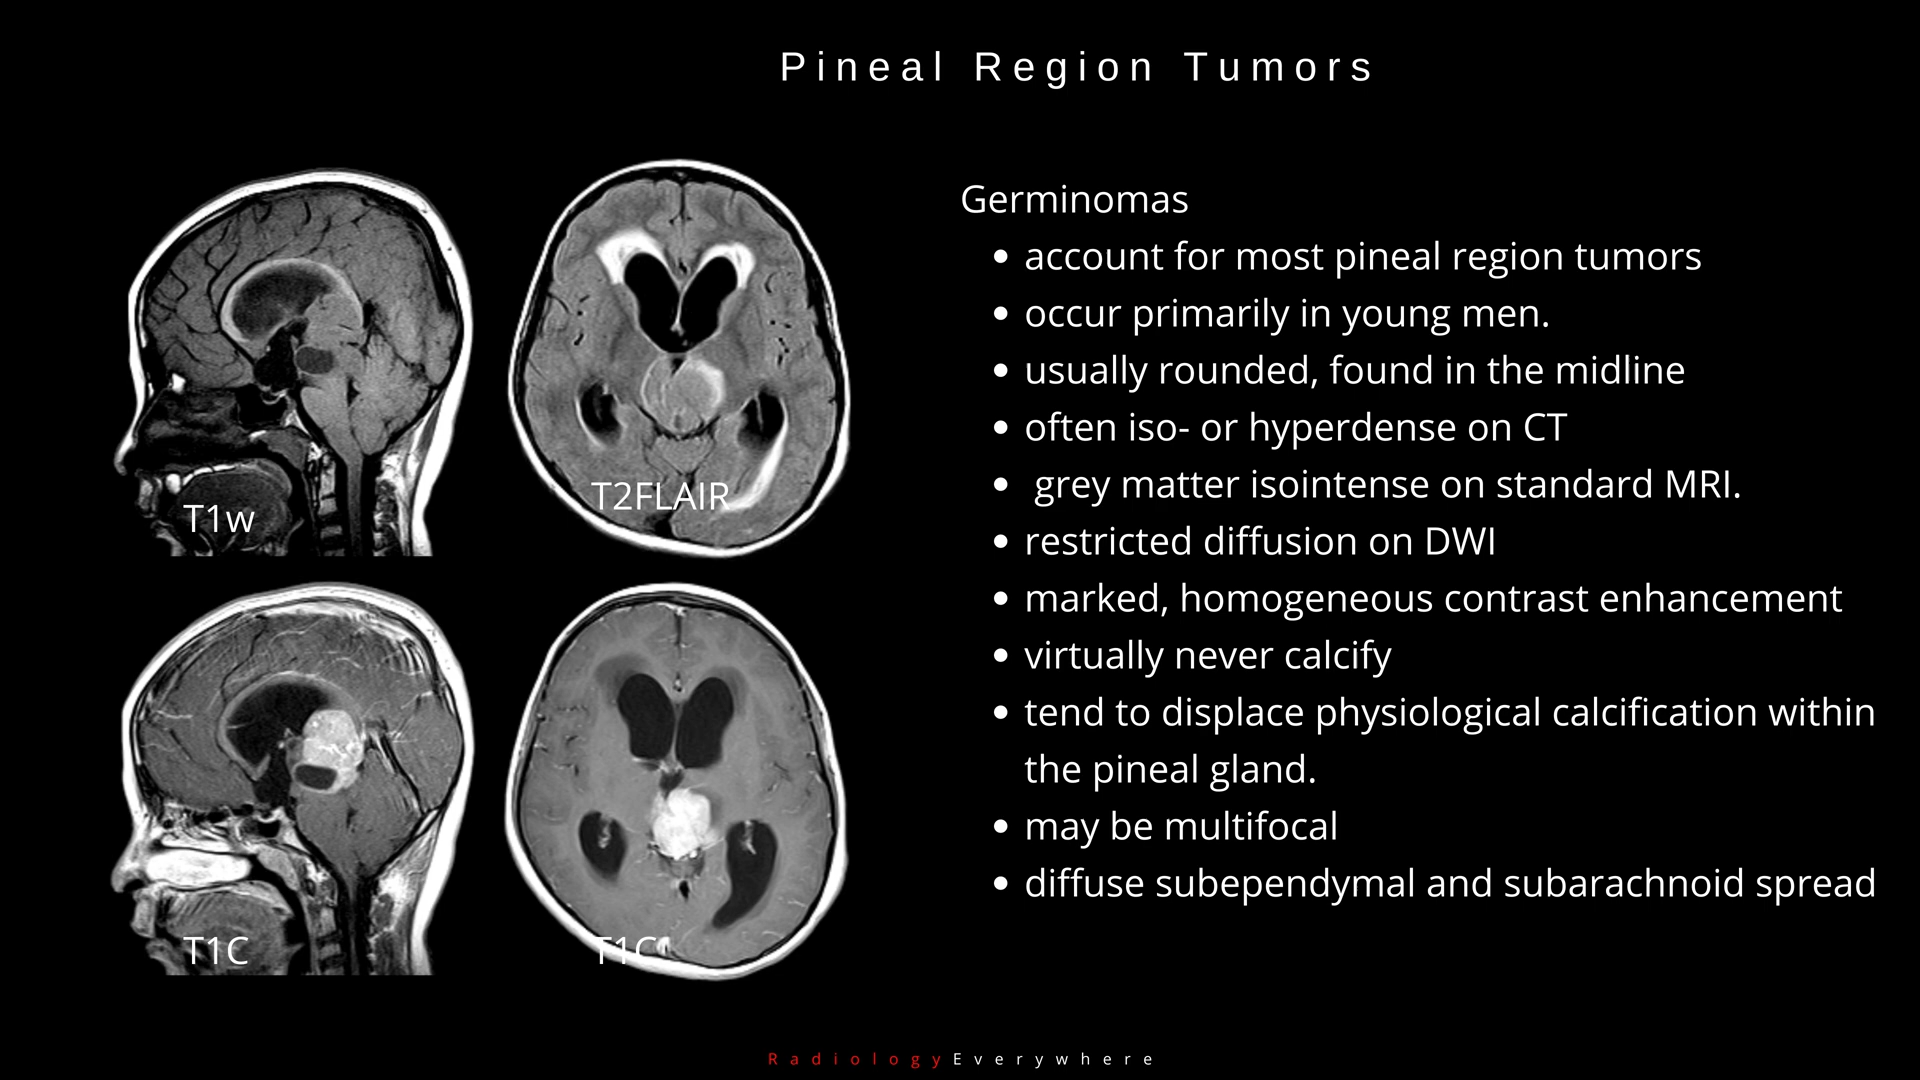 Pineal Region Tumors
T1w
T2FLAIR
T1C
T1C
Germinomas
• account for most pineal region tumors
• occur primarily in young men.
• usually rounded, found in the midline
• often iso- or hyperdense on CT
• grey matter isointense on standard MRI.
• restricted diffusion on DWI
• marked, homogeneous contrast enhancement
• virtually never calcify
• tend to displace physiological calcification within
the pineal gland.
• may be multifocal
• diffuse subependymal and subarachnoid spread
RadiologyEverywhere